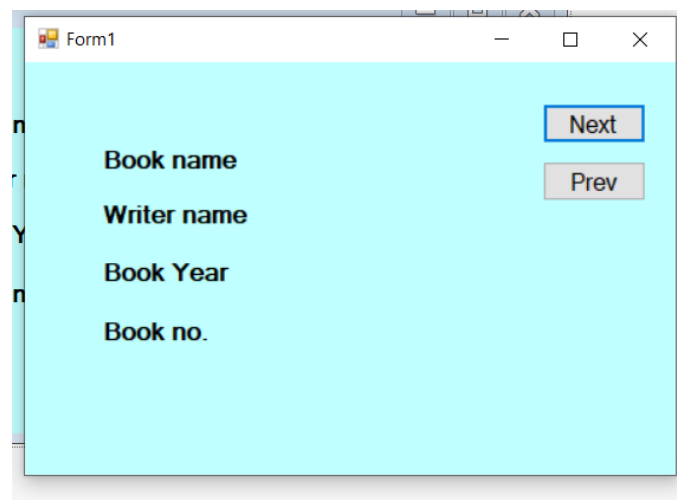 Form1
Next
Book name
Prev
Writer name
Book Year
Book no.